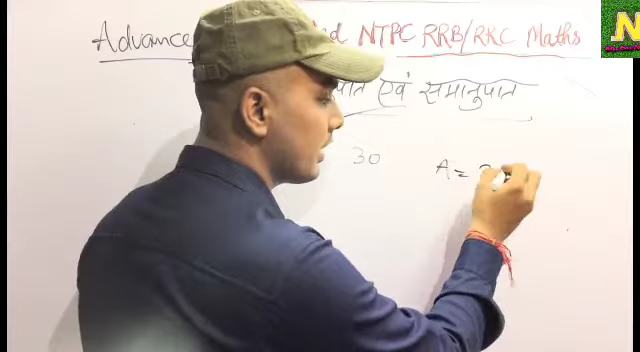 Advance NTPC RRB/RRC Maths
एवं समानुपात
30
A =
N